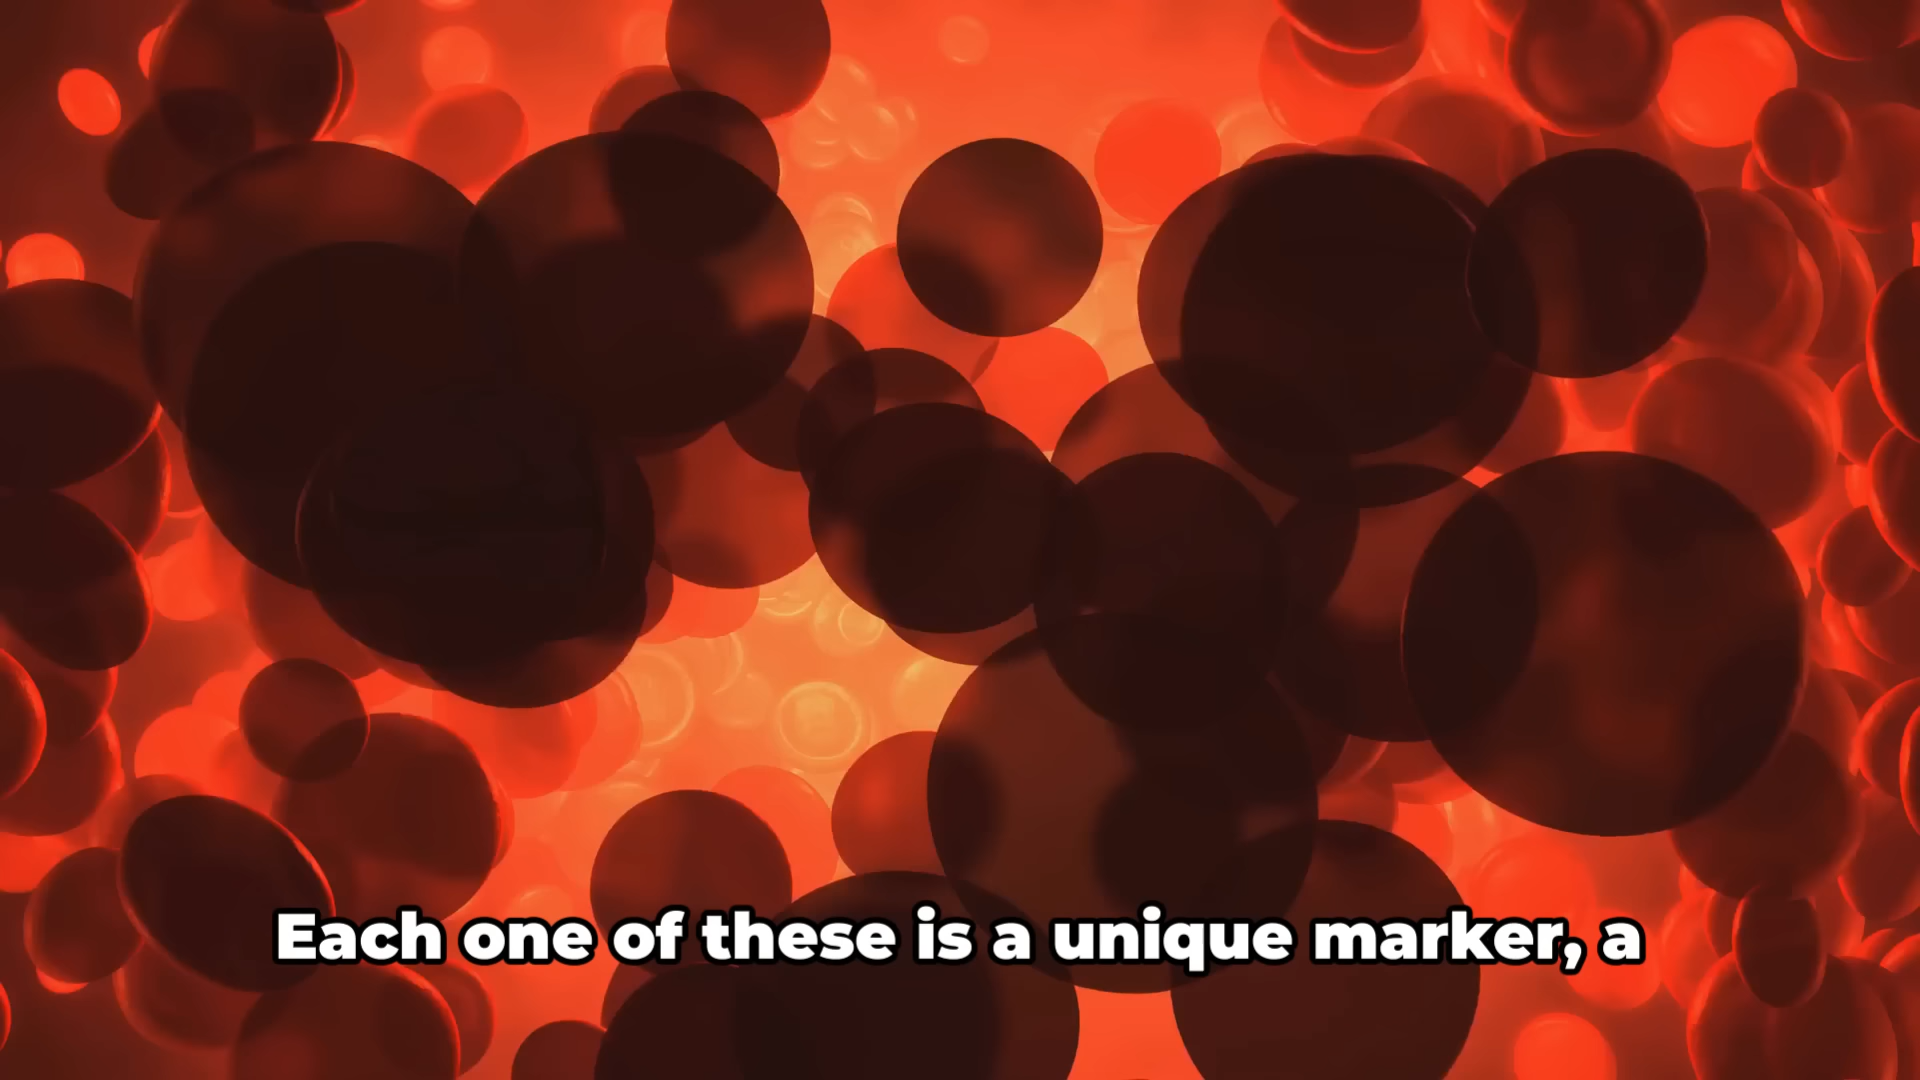 Each one of these is a unique marker, a